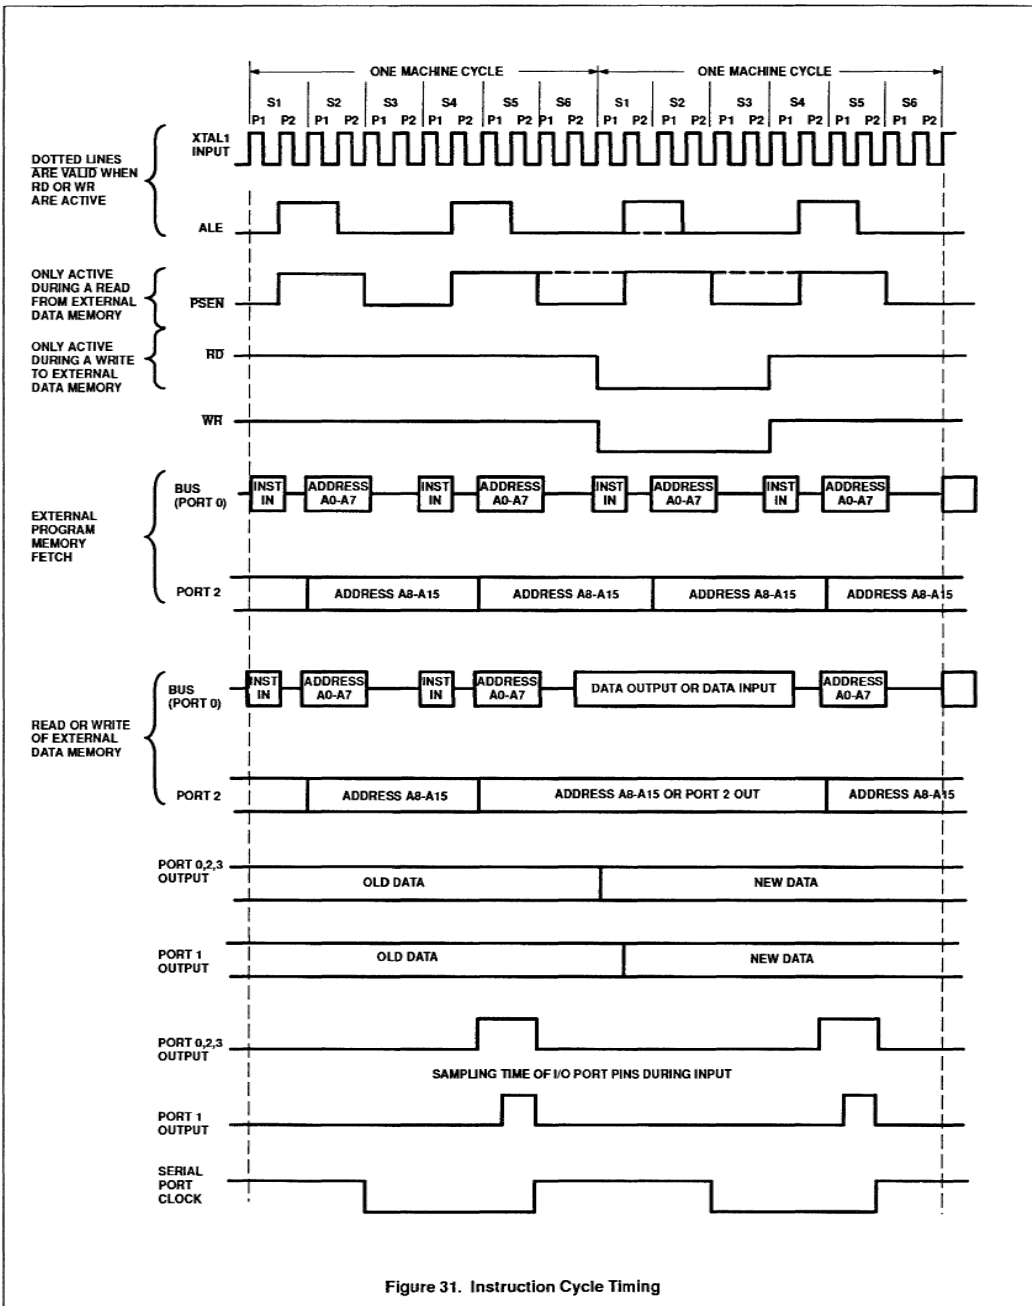 ONE MACHINE CYCLE ONE MACHINE CYCLE
S1 S2 S3 S4 S5 S6 S1 S2 S3 S4 S5 S6
P1 P2 P1 P2 P1 P2 P1 P2 P1 P2 P1 P2 P1 P2 P1 P2 P1 P2 P1 P2 P1 P2 P1 P2
XTAL1
INPUT
DOTTED LINES
ARE VALID WHEN
RD OR WR
ARE ACTIVE
ALE
ONLY ACTIVE
DURING A READ
FROM EXTERNAL
DATA MEMORY
PSEN
ONLY ACTIVE
DURING A WRITE
TO EXTERNAL
DATA MEMORY
RD
WR
EXTERNAL
PROGRAM
MEMORY
FETCH
BUS
(PORT 0)
INST
IN
ADDRESS
A0-A7
INST
IN
ADDRESS
A0-A7
INST
IN
ADDRESS
A0-A7
INST
IN
ADDRESS
A0-A7
PORT 2
ADDRESS A8-A15 ADDRESS A8-A15 ADDRESS A8-A15 ADDRESS A8-A15
READ OR WRITE
OF EXTERNAL
DATA MEMORY
BUS
(PORT 0)
INST
IN
ADDRESS
A0-A7
INST
IN
ADDRESS
A0-A7
DATA OUTPUT OR DATA INPUT
ADDRESS
A0-A7
PORT 2
ADDRESS A8-A15 ADDRESS A8-A15 OR PORT 2 OUT ADDRESS A8-A15
PORT 0,2,3
OUTPUT
OLD DATA NEW DATA
PORT 1
OUTPUT
OLD DATA NEW DATA
PORT 0,2,3
OUTPUT
SAMPLING TIME OF I/O PORT PINS DURING INPUT
PORT 1
OUTPUT
SERIAL
PORT
CLOCK
Figure 31. Instruction Cycle Timing